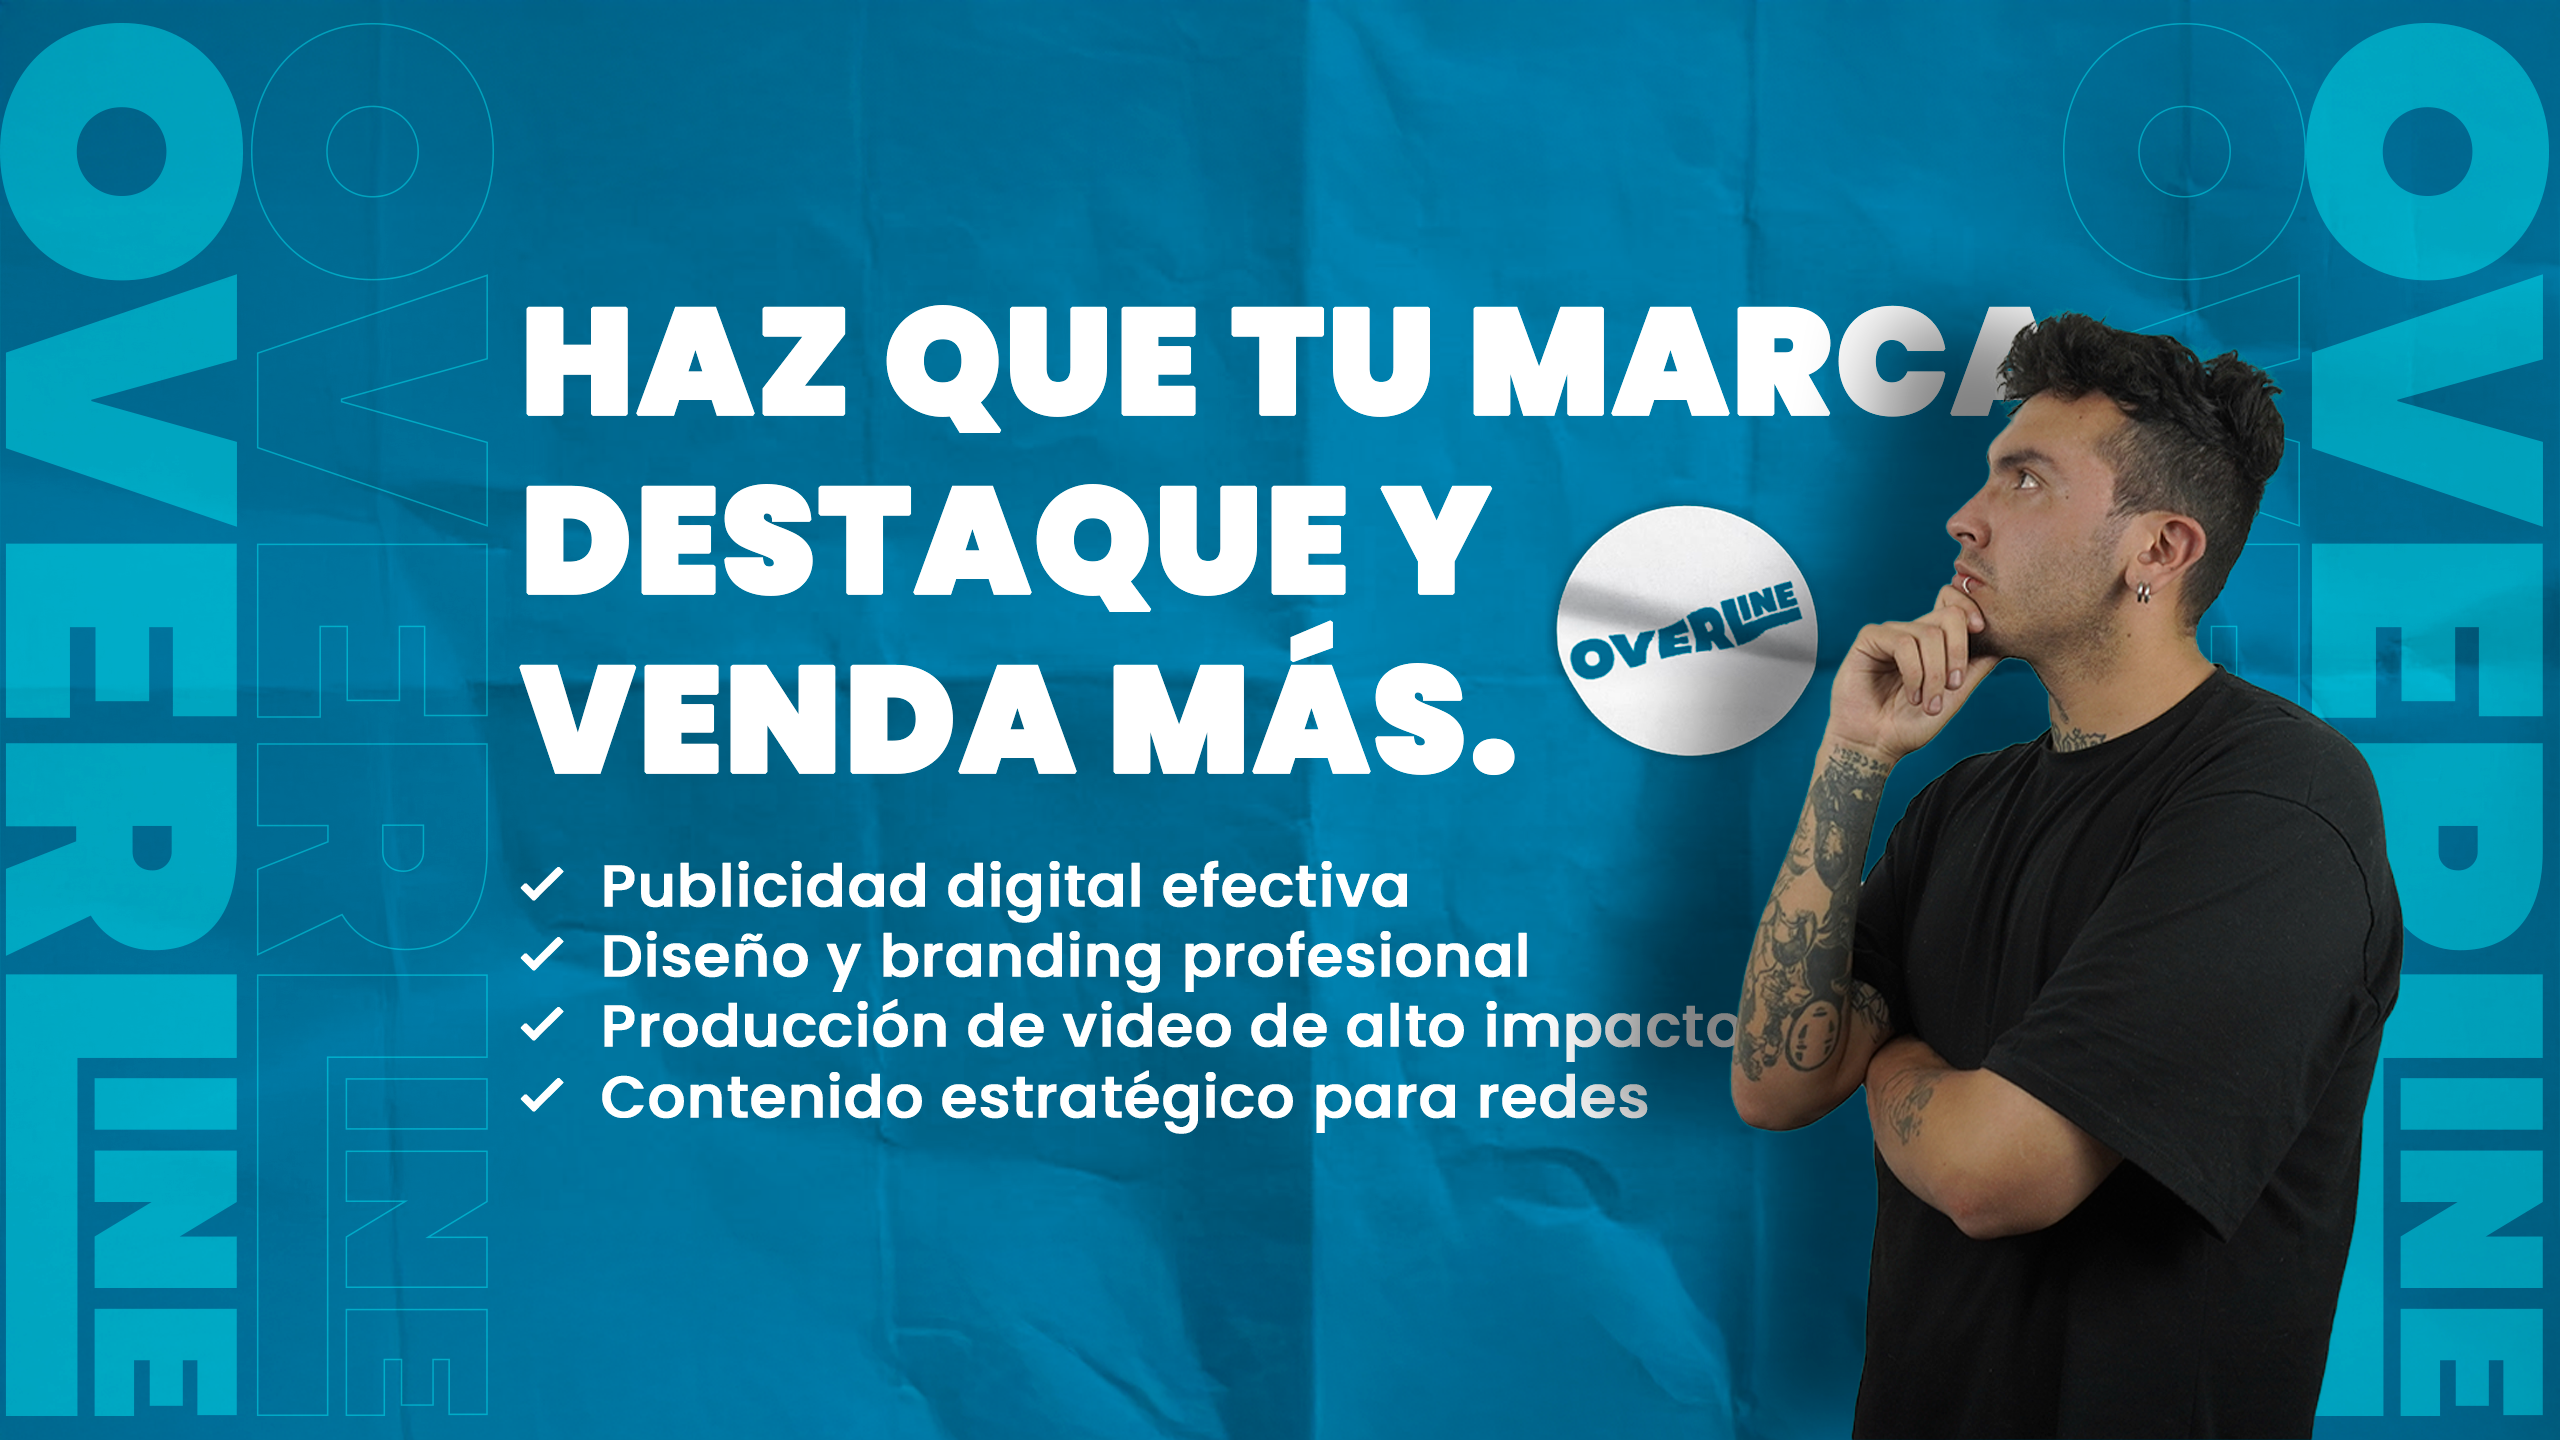 OVERLINE
OVERLINE
HAZ QUE TU MARCA
DESTAQUE Y
VENDA MÁS.
OVERLINE
Publicidad digital efectiva
Diseño y branding profesional
Producción de video de alto impacto
Contenido estratégico para redes
OVERLINE
OVERLINE